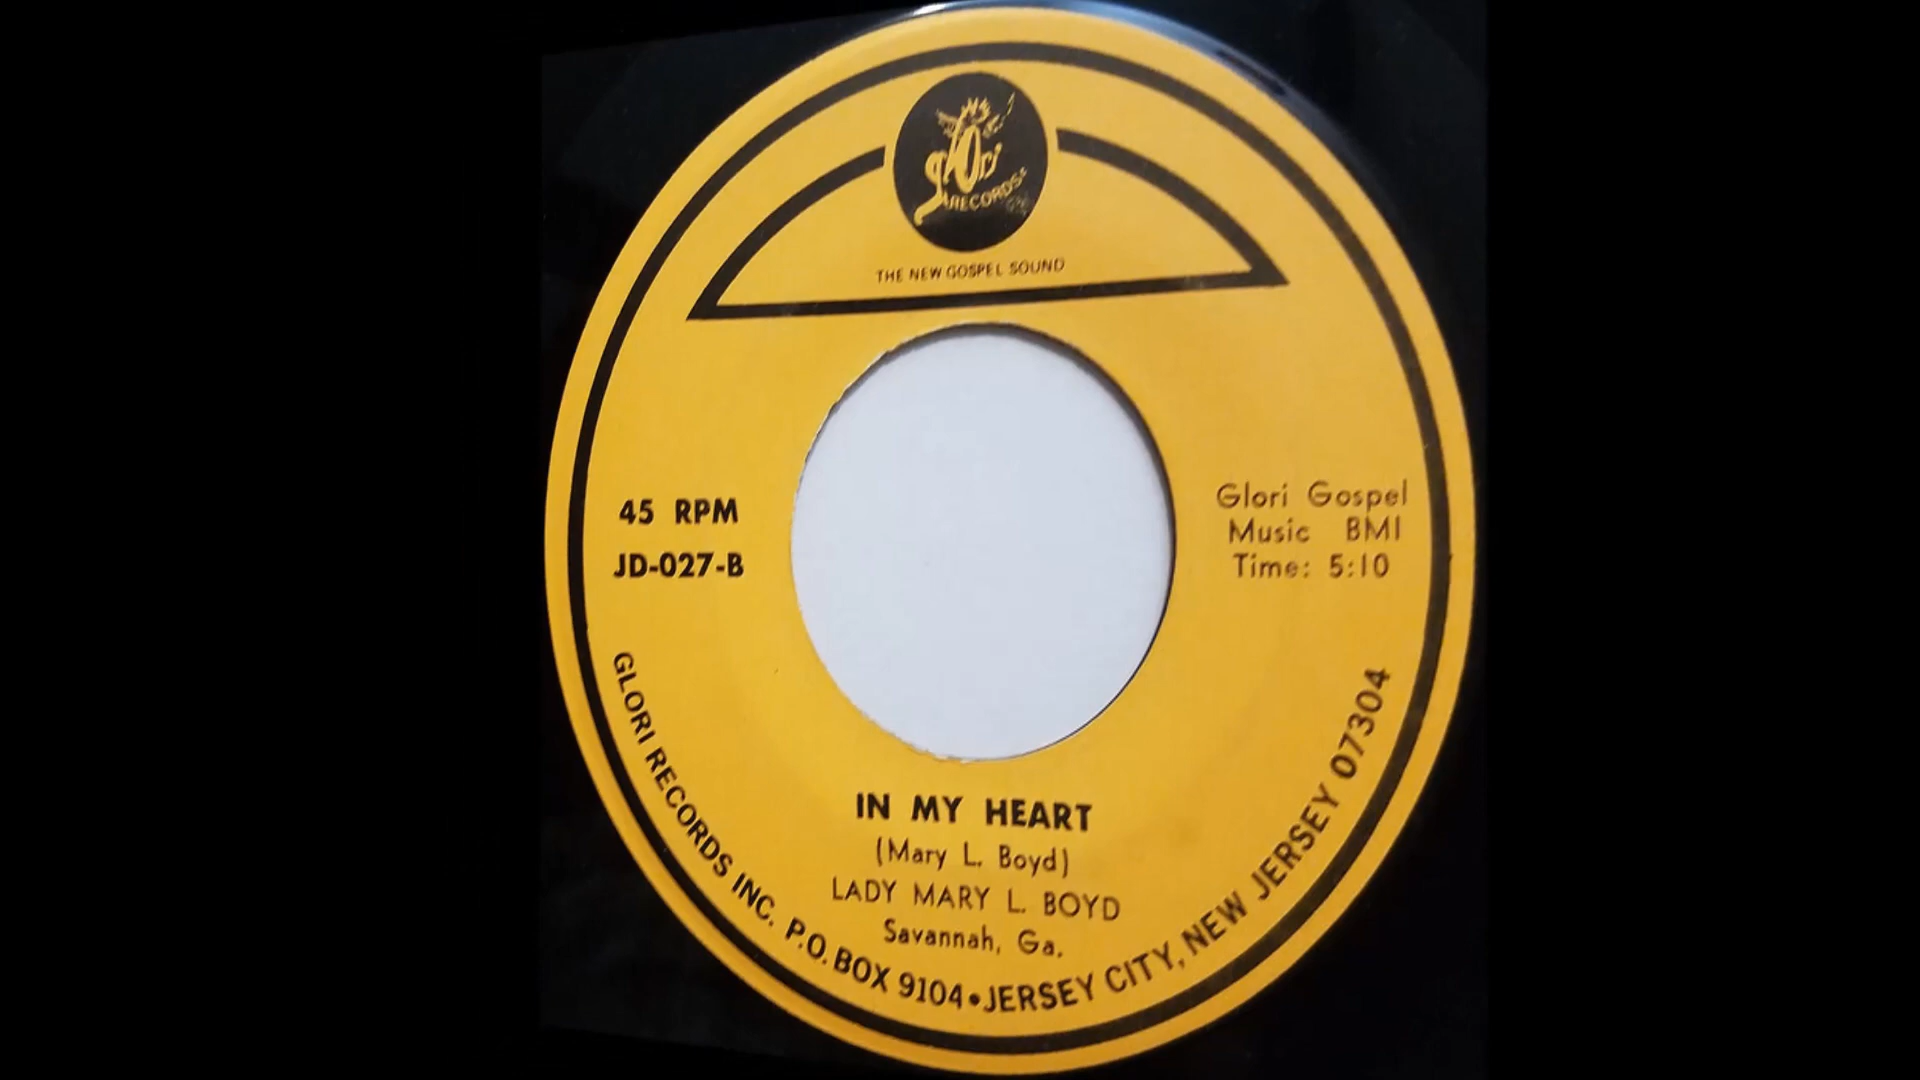 glori
RECORDS
THE NEW GOSPEL SOUND
45 RPM
JD-027-B
Glori Gospel
Music BMI
Time: 5:10
IN MY HEART
(Mary L. Boyd)
LADY MARY L. BOYD
Savannah, Ga.
GLORI RECORDS INC. P.O. BOX 9104 • JERSEY CITY, NEW JERSEY 07304